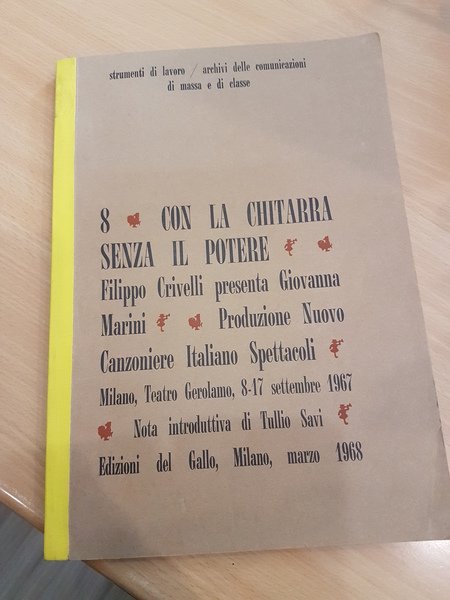 strumenti di lavoro / archivi delle comunicazioni
di massa e di classe
8 CON LA CHITARRA
SENZA IL POTERE
Filippo Crivelli presenta Giovanna
Marini Produzione Nuovo
Canzoniere Italiano Spettacoli
Milano, Teatro Gerolamo, 8-17 settembre 1967
Nota introduttiva di Tullio Savi
Edizioni del Gallo, Milano, marzo 1968